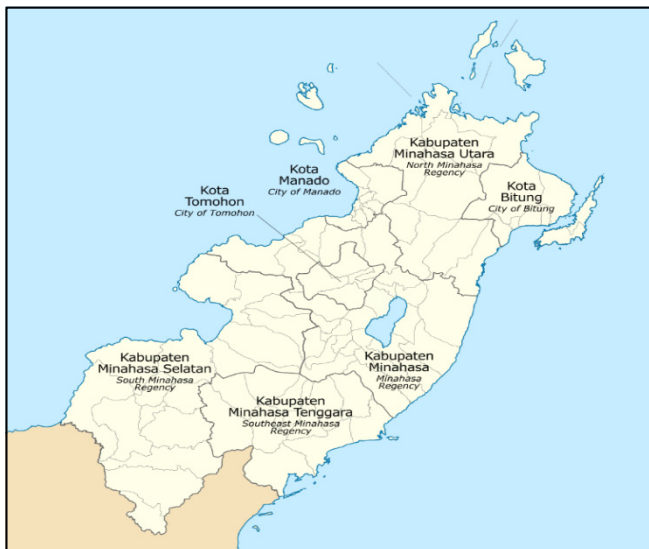 Kabupaten
Minahasa Utara
North Minahasa
Regency
Kota
Manado
City of Manado
Kota
Bitung
City of Bitung
Kota
Tomohon
City of Tomohon
Kabupaten
Minahasa Selatan
South Minahasa
Regency
Kabupaten
Minahasa
Minahasa
Regency
Kabupaten
Minahasa Tenggara
Southeast Minahasa
Regency